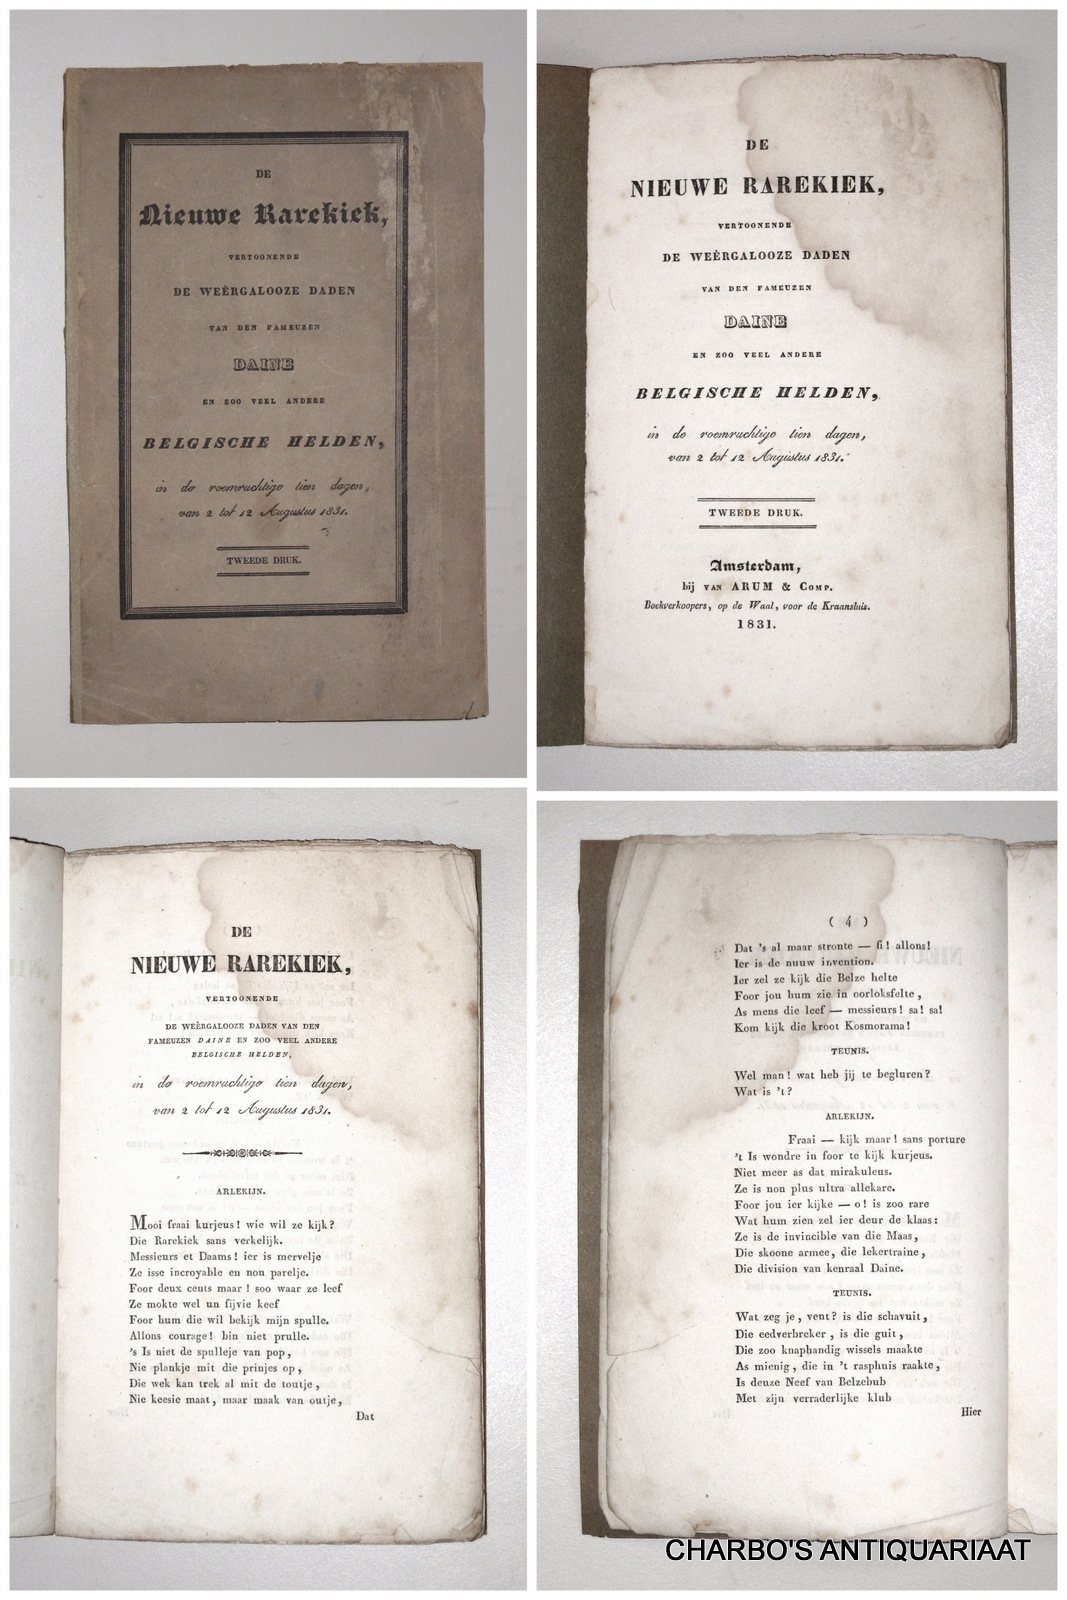 DE
Nieuwe Rarekiek,
VERTOONENDE
DE WEÊRGALOOZE DADEN
VAN DEN FAMEUZEN
DAINE
EN ZOO VEEL ANDERE
BELGISCHE HELDEN,
in de roemruchtige tien dagen,
van 2 tot 12 Augustus 1831.
TWEEDE DRUK.
DE
NIEUWE RAREKIEK,
VERTOONENDE
DE WEÊRGALOOZE DADEN
VAN DEN FAMEUZEN
DAINE
EN ZOO VEEL ANDERE
BELGISCHE HELDEN,
in de roemruchtige tien dagen,
van 2 tot 12 Augustus 1831.
TWEEDE DRUK.
Amsterdam,
bij VAN ARUM & COMP.
Boekverkoopers, op de Waal, voor de Kraansluis.
1831.
DE
NIEUWE RAREKIEK,
VERTOONENDE
DE WEÊRGALOOZE DADEN VAN DEN
FAMEUZEN DAINE EN ZOO VEEL ANDERE
BELGISCHE HELDEN,
in de roemruchtige tien dagen,
van 2 tot 12 Augustus 1831.
ARLEKIJN.
Mooi fraai kurjeus! wie wil ze kijk?
Die Rarekiek sans verkelijk.
Messieurs et Daams! ier is mervelje
Ze isse incroyable en non parelje.
Foor deux cents maar! soo waar ze leef
Ze mokte wel un fijvie keef
Foor hum die wil bekijk mijn spulle.
Allons courage! bin niet prulle.
's Is niet de spulleje van pop,
Nie plankje mit die prinjes op,
Die wek kan trek al mit de toutje,
Nie keesie maat, maar maak van outje,
Dat
( 4 )
Dat 's al maar stronte — fi! allons!
Ier is de nuuw invention.
Ier zel ze kijk die Belze helte
Foor jou hum zie in oorloksfelte,
As mens die leef — messieurs! sa! sa!
Kom kijk die kroot Kosmorama!
TEUNIS.
Wel man! wat heb jij te begluren?
Wat is 't?
ARLEKIJN.
Fraai — kijk maar! sans porture
't Is wondre in foor te kijk kurjeus.
Niet meer as dat mirakuleus.
Ze is non plus ultra allekare.
Foor jou ier kijke — o! is zoo rare
Wat hum zien zel ier deur de klaas:
Ze is de invincible van die Maas,
Die skoone armee, die lekertraine,
Die division van kenraal Daine.
TEUNIS.
Wat zeg je, vent? is die schavuit,
Die eedverbreker, is die guit,
Die zoo knaphandig wissels maakte
As mienig, die in 't rasphuis raakte,
Is deuze Neef van Belzebub
Met zijn verraderlijke klub
Hier
CHARBO'S ANTIQUARIAAT